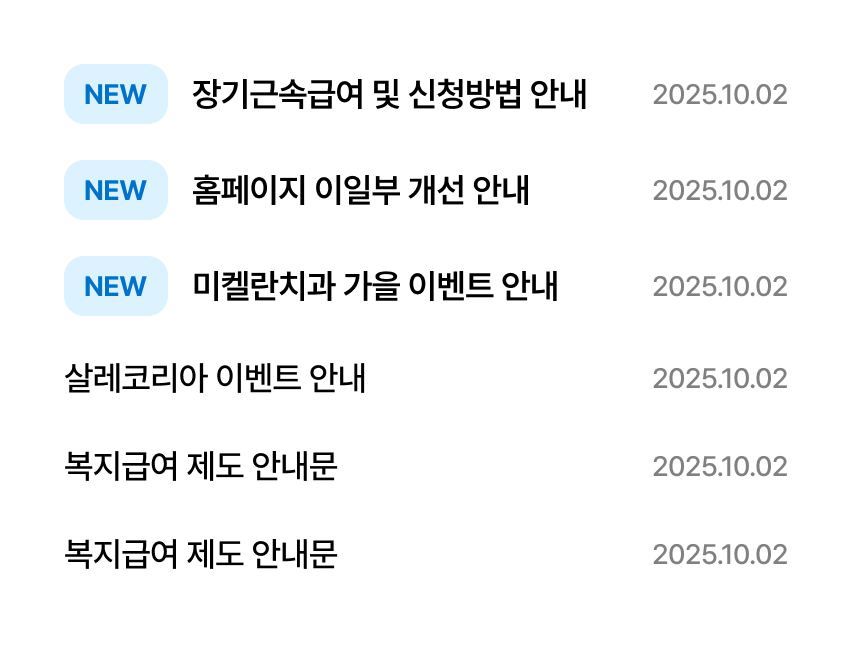 NEW 장기근속급여 및 신청방법 안내 2025.10.02
NEW 홈페이지 이일부 개선 안내 2025.10.02
NEW 미켈란치과 가을 이벤트 안내 2025.10.02
살레코리아 이벤트 안내 2025.10.02
복지급여 제도 안내문 2025.10.02
복지급여 제도 안내문 2025.10.02